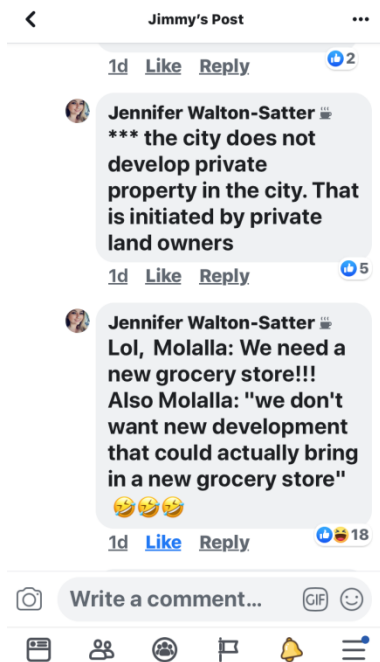 Jimmy's Post
1d Like Reply 2
Jennifer Walton-Satter
*** the city does not
develop private
property in the city. That
is initiated by private
land owners
1d Like Reply 5
Jennifer Walton-Satter
Lol, Molalla: We need a
new grocery store!!!
Also Molalla: "we don't
want new development
that could actually bring
in a new grocery store"
🤣🤣🤣
1d Like Reply 18
Write a comment... GIF